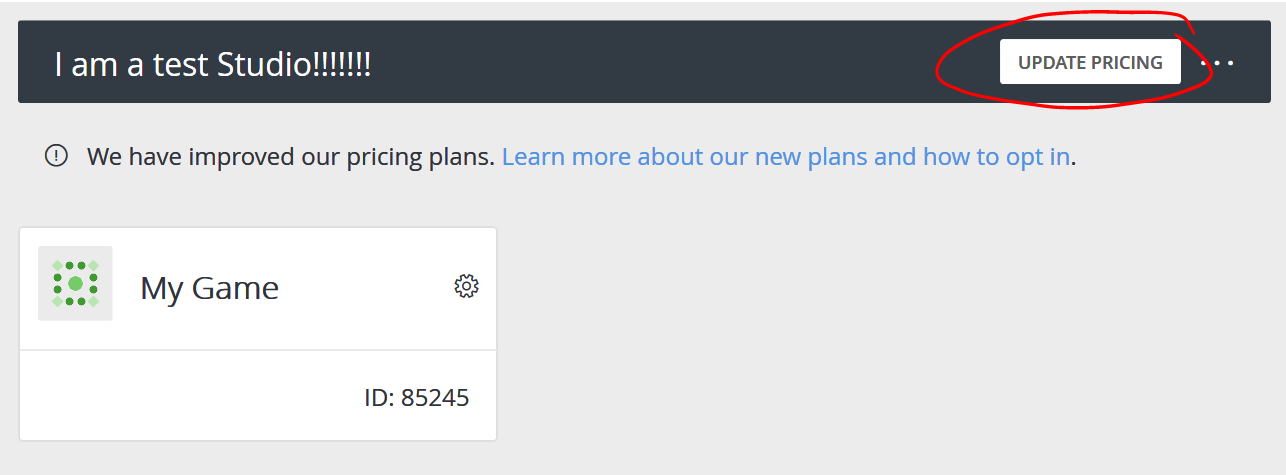 I am a test Studio!!!!!!!
UPDATE PRICING
We have improved our pricing plans. Learn more about our new plans and how to opt in.
My Game
ID: 85245